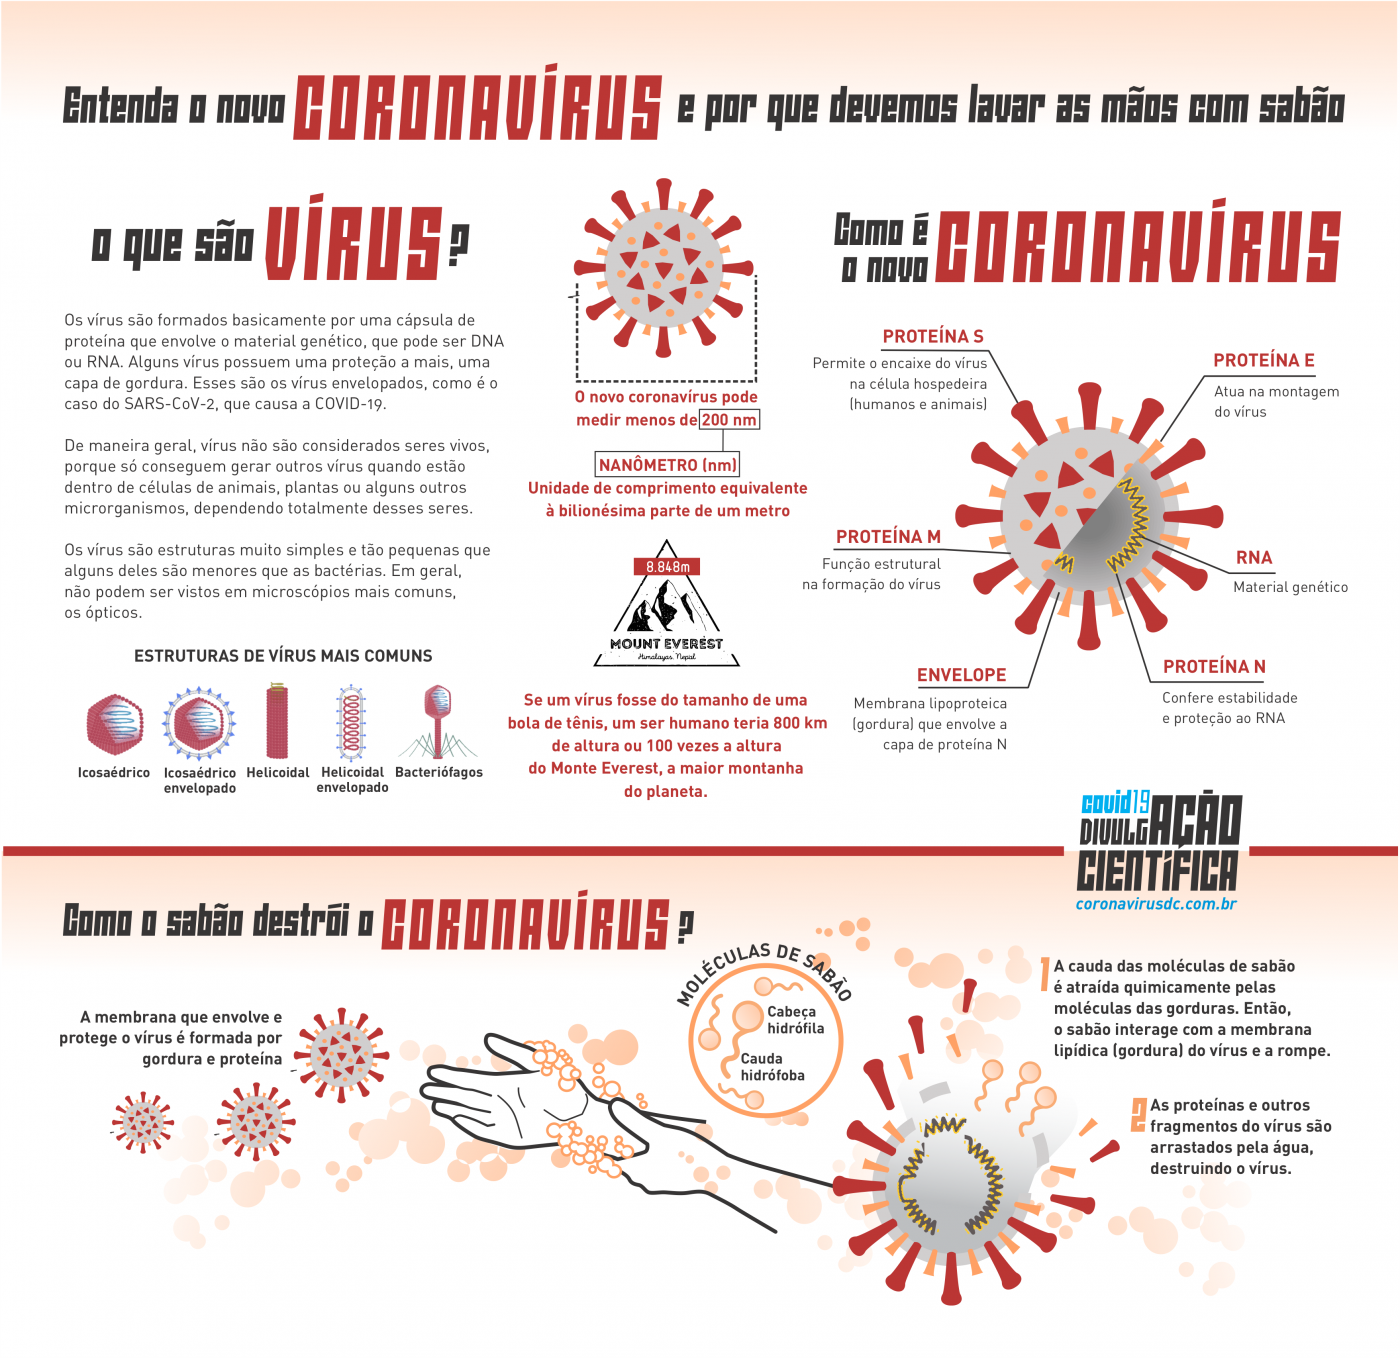 Entenda o novo CORONAVÍRUS e por que devemos lavar as mãos com sabão
o que são VÍRUS?
Os vírus são formados basicamente por uma cápsula de
proteína que envolve o material genético, que pode ser DNA
ou RNA. Alguns vírus possuem uma proteção a mais, uma
capa de gordura. Esses são os vírus envelopados, como é o
caso do SARS-CoV-2, que causa a COVID-19.
De maneira geral, vírus não são considerados seres vivos,
porque só conseguem gerar outros vírus quando estão
dentro de células de animais, plantas ou alguns outros
microrganismos, dependendo totalmente desses seres.
Os vírus são estruturas muito simples e tão pequenas que
alguns deles são menores que as bactérias. Em geral,
não podem ser vistos em microscópios mais comuns,
os ópticos.
ESTRUTURAS DE VÍRUS MAIS COMUNS
Icosaédrico
Icosaédrico
envelopado
Helicoidal
Helicoidal
envelopado
Bacteriófagos
O novo coronavírus pode
medir menos de 200 nm
NANÔMETRO (nm)
Unidade de comprimento equivalente
à bilionésima parte de um metro
8.848m
MOUNT EVEREST
Himalayas, Nepal
Se um vírus fosse do tamanho de uma
bola de tênis, um ser humano teria 800 km
de altura ou 100 vezes a altura
do Monte Everest, a maior montanha
do planeta.
Como é
o novo CORONAVÍRUS
PROTEÍNA S
Permite o encaixe do vírus
na célula hospedeira
(humanos e animais)
PROTEÍNA E
Atua na montagem
do vírus
PROTEÍNA M
Função estrutural
na formação do vírus
RNA
Material genético
ENVELOPE
Membrana lipoproteica
(gordura) que envolve a
capa de proteína N
PROTEÍNA N
Confere estabilidade
e proteção ao RNA
covid19
DIVULGAÇÃO
CIENTÍFICA
coronavirusdc.com.br
Como o sabão destrói o CORONAVÍRUS?
A membrana que envolve e
protege o vírus é formada por
gordura e proteína
MOLÉCULAS DE SABÃO
Cabeça
hidrófila
Cauda
hidrófoba
1 A cauda das moléculas de sabão
é atraída quimicamente pelas
moléculas das gorduras. Então,
o sabão interage com a membrana
lipídica (gordura) do vírus e a rompe.
2 As proteínas e outros
fragmentos do vírus são
arrastados pela água,
destruindo o vírus.